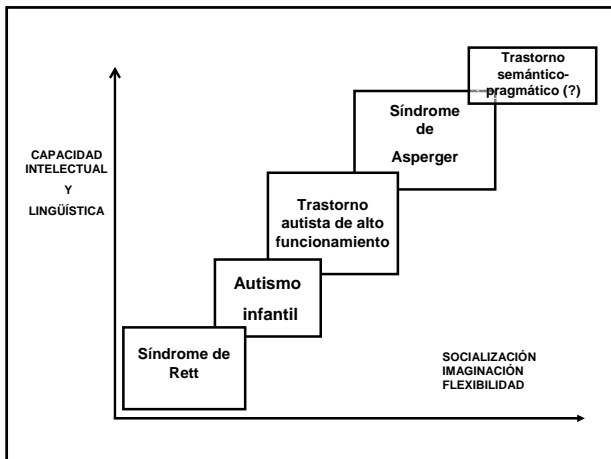 Trastorno
semántico-
pragmático (?)
Síndrome
de
Asperger
CAPACIDAD
INTELECTUAL
Y
LINGÜÍSTICA
Trastorno
autista de alto
funcionamiento
Autismo
infantil
Síndrome de
Rett
SOCIALIZACIÓN
IMAGINACIÓN
FLEXIBILIDAD